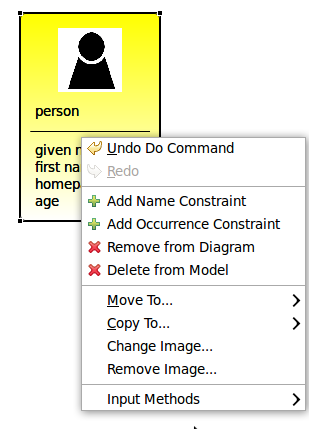 person
given n
first na
homep
age
Undo Do Command
Redo
Add Name Constraint
Add Occurrence Constraint
Remove from Diagram
Delete from Model
Move To...
Copy To...
Change Image...
Remove Image...
Input Methods